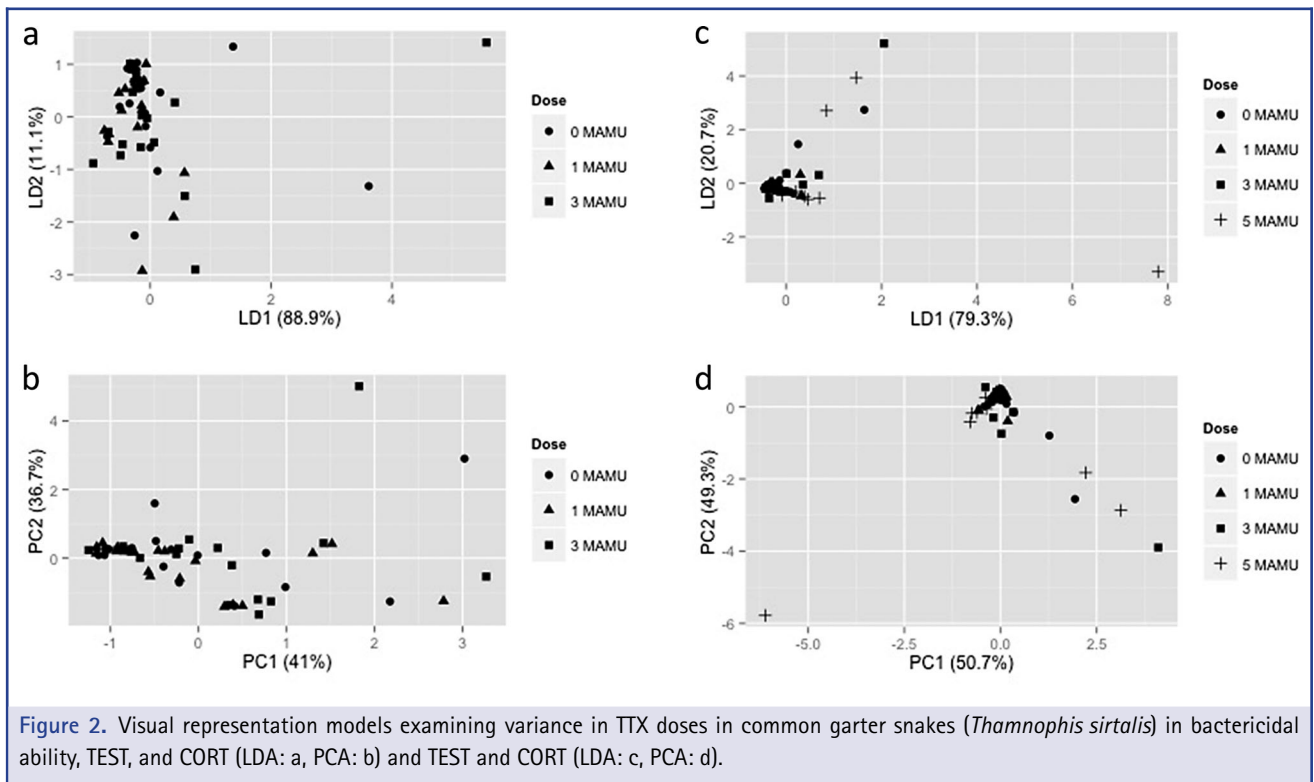 a
1
0
-1
-2
-3
LD2 (11.1%)
0
2
4
LD1 (88.9%)
Dose
0 MAMU
1 MAMU
3 MAMU
c
4
2
0
-2
LD2 (20.7%)
0
2
4
6
8
LD1 (79.3%)
Dose
0 MAMU
1 MAMU
3 MAMU
5 MAMU
b
4
2
0
PC2 (36.7%)
-1
0
1
2
3
PC1 (41%)
Dose
0 MAMU
1 MAMU
3 MAMU
d
0
-2
-4
-6
PC2 (49.3%)
-5.0
-2.5
0.0
2.5
PC1 (50.7%)
Dose
0 MAMU
1 MAMU
3 MAMU
5 MAMU
Figure 2. Visual representation models examining variance in TTX doses in common garter snakes (Thamnophis sirtalis) in bactericidal
ability, TEST, and CORT (LDA: a, PCA: b) and TEST and CORT (LDA: c, PCA: d).